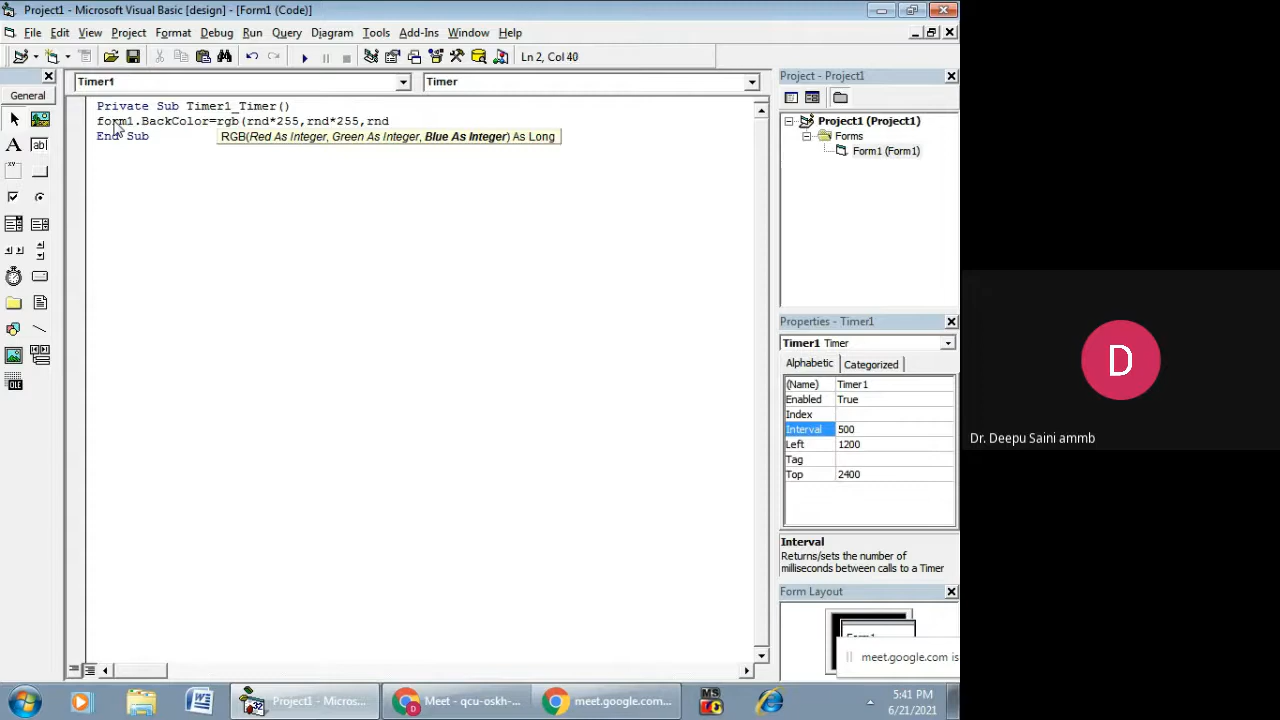 Project1 - Microsoft Visual Basic [design] - [Form1 (Code)]
File Edit View Project Format Debug Run Query Diagram Tools Add-Ins Window Help
Ln 2, Col 40
General
Timer1
Timer
Private Sub Timer1_Timer()
form1.BackColor=rgb(rnd*255,rnd*255,rnd
End Sub
RGB(Red As Integer, Green As Integer, Blue As Integer) As Long
Project - Project1
Project1 (Project1)
Forms
Form1 (Form1)
Properties - Timer1
Timer1 Timer
Alphabetic Categorized
(Name) Timer1
Enabled True
Index
Interval 500
Left 1200
Tag
Top 2400
Interval
Returns/sets the number of
milliseconds between calls to a Timer
Form Layout
meet.google.com is
D
Dr. Deepu Saini ammb
Project1 - Micros...
Meet - qcu-oskh-...
meet.google.com...
5:41 PM
6/21/2021